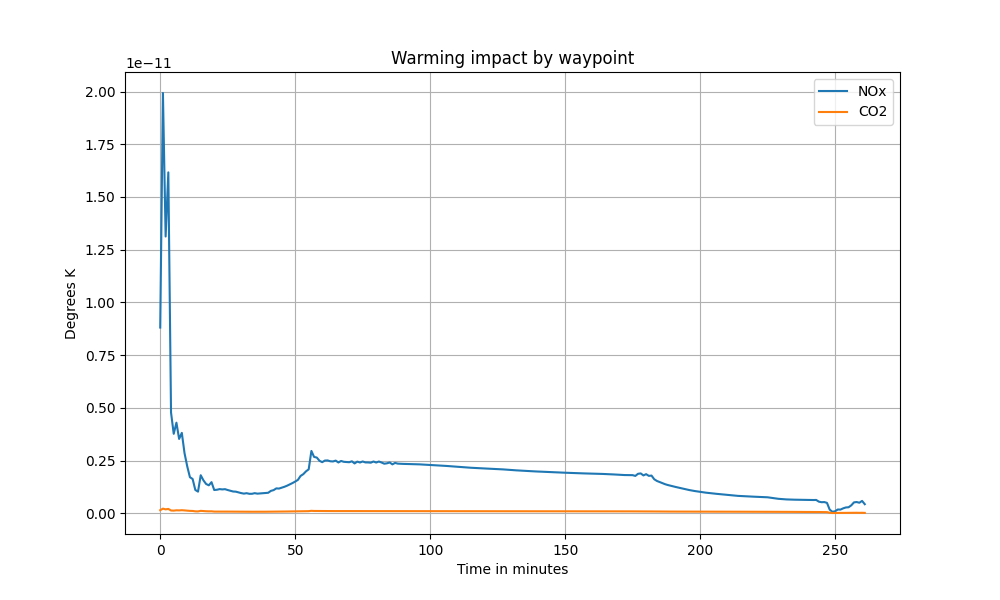 Warming impact by waypoint
1e−11
2.00
1.75
1.50
1.25
1.00
0.75
0.50
0.25
0.00
Degrees K
NOx
CO2
0 50 100 150 200 250
Time in minutes